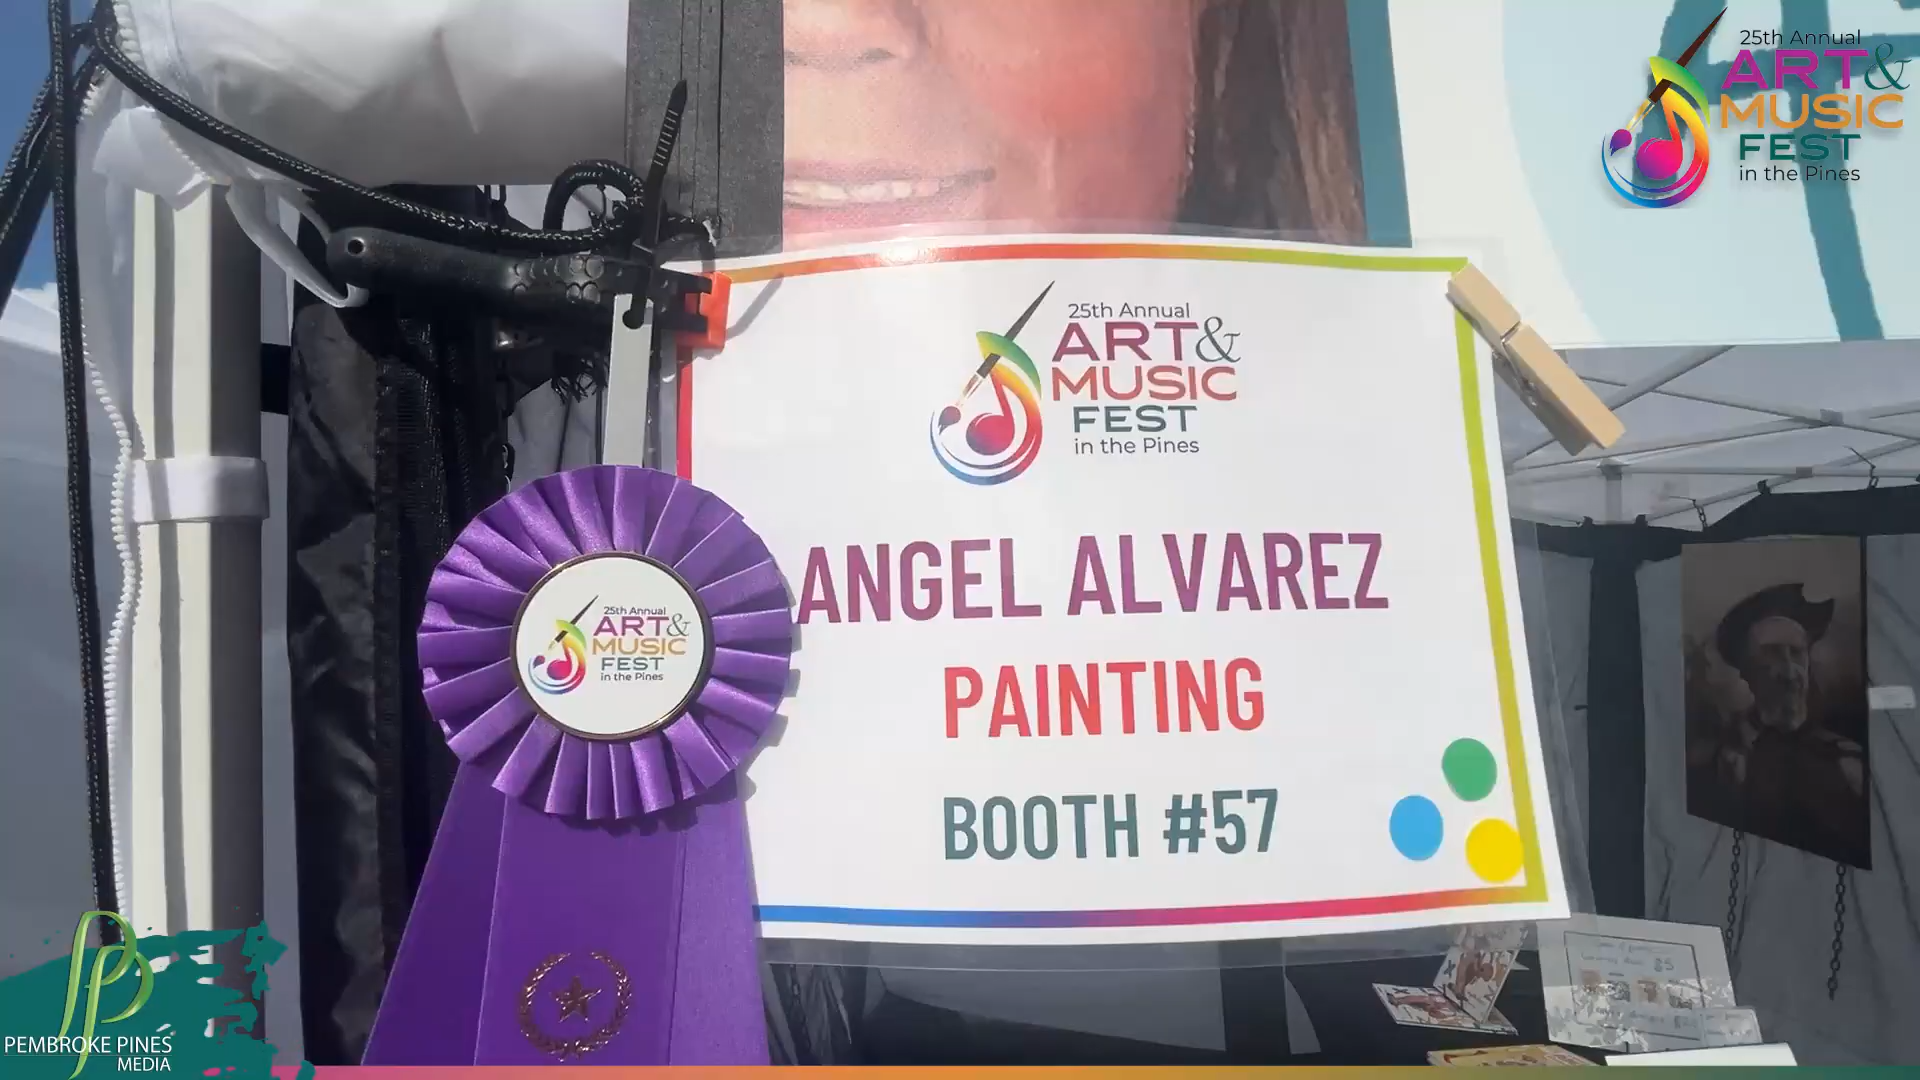 25th Annual
ART&
MUSIC
FEST
in the Pines
25th Annual
ART&
MUSIC
FEST
in the Pines
ANGEL ALVAREZ
PAINTING
BOOTH #57
25th Annual
ART&
MUSIC
FEST
in the Pines
$5
PEMBROKE PINES
MEDIA